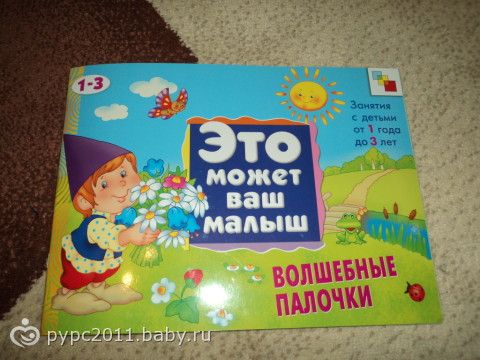 1-3
Занятия
с детьми
от 1 года
до 3 лет
Это
может
ваш
малыш
ВОЛШЕБНЫЕ
ПАЛОЧКИ
pypc2011.baby.ru